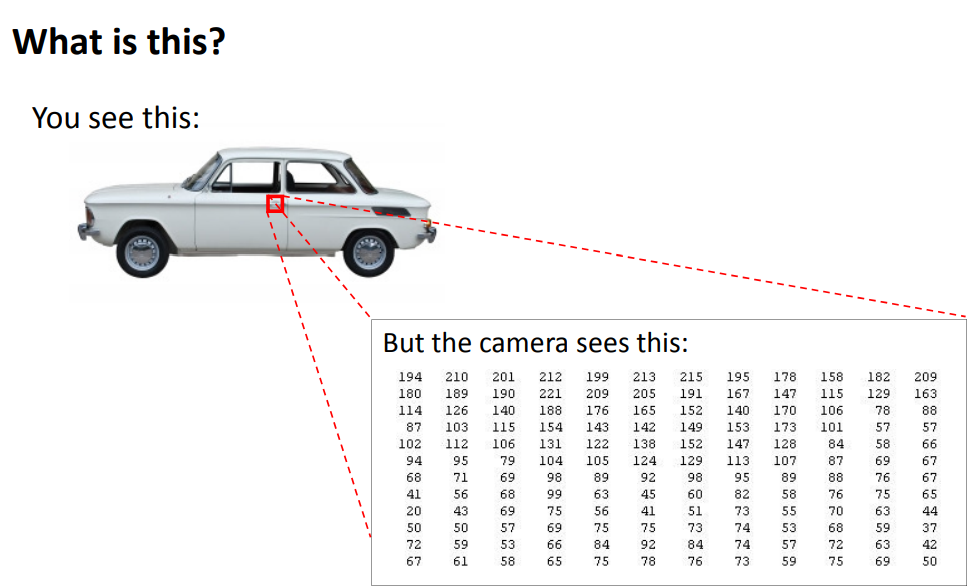 What is this?
You see this:
But the camera sees this:
194 210 201 212 199 213 215 195 178 158 182 209
180 189 190 221 209 205 191 167 147 115 129 163
114 126 140 188 176 165 152 140 170 106 78 88
87 103 115 154 143 142 149 153 173 101 57 57
102 112 106 131 122 138 152 147 128 84 58 66
94 95 79 104 105 124 129 113 107 87 69 67
68 71 69 98 89 92 98 95 89 88 76 67
41 56 68 99 63 45 60 82 58 76 75 65
20 43 69 75 56 41 51 73 55 70 63 44
50 50 57 69 75 75 73 74 53 68 59 37
72 59 53 66 84 92 84 74 57 72 63 42
67 61 58 65 75 78 76 73 59 75 69 50